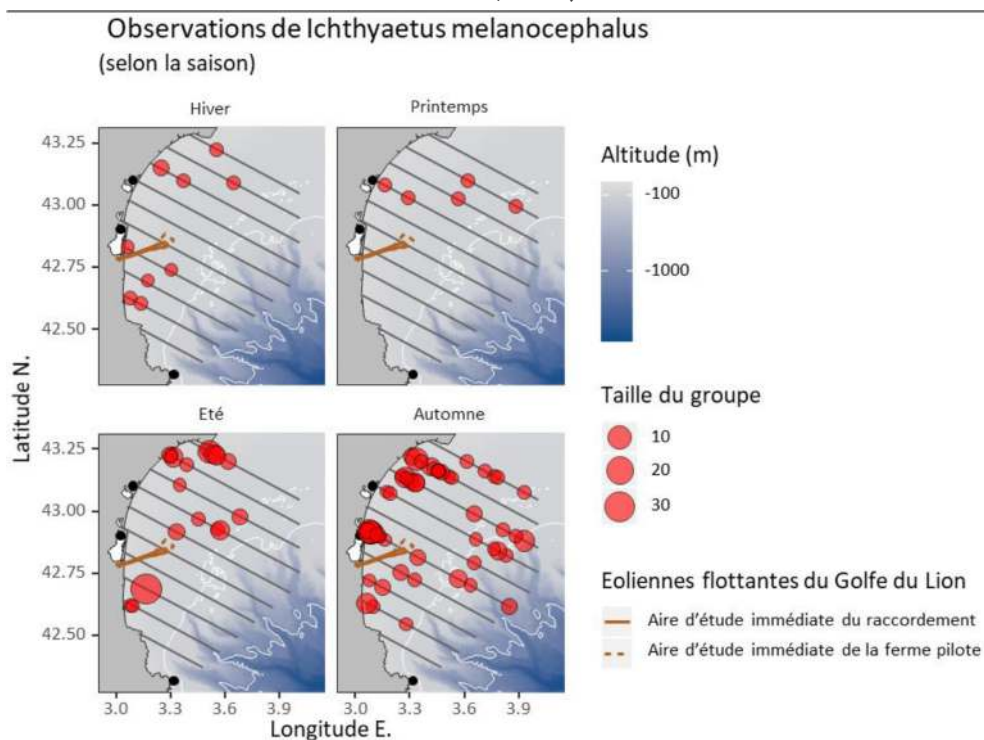 Observations de Ichthyaetus melanocephalus
(selon la saison)
Hiver
Printemps
43.25
43.00
42.75
42.50
Altitude (m)
-100
-1000
Latitude N.
Taille du groupe
10
20
30
Eté
Automne
43.25
43.00
42.75
42.50
Eoliennes flottantes du Golfe du Lion
Aire d'étude immédiate du raccordement
Aire d'étude immédiate de la ferme pilote
3.0 3.3 3.6 3.9 3.0 3.3 3.6 3.9
Longitude E.